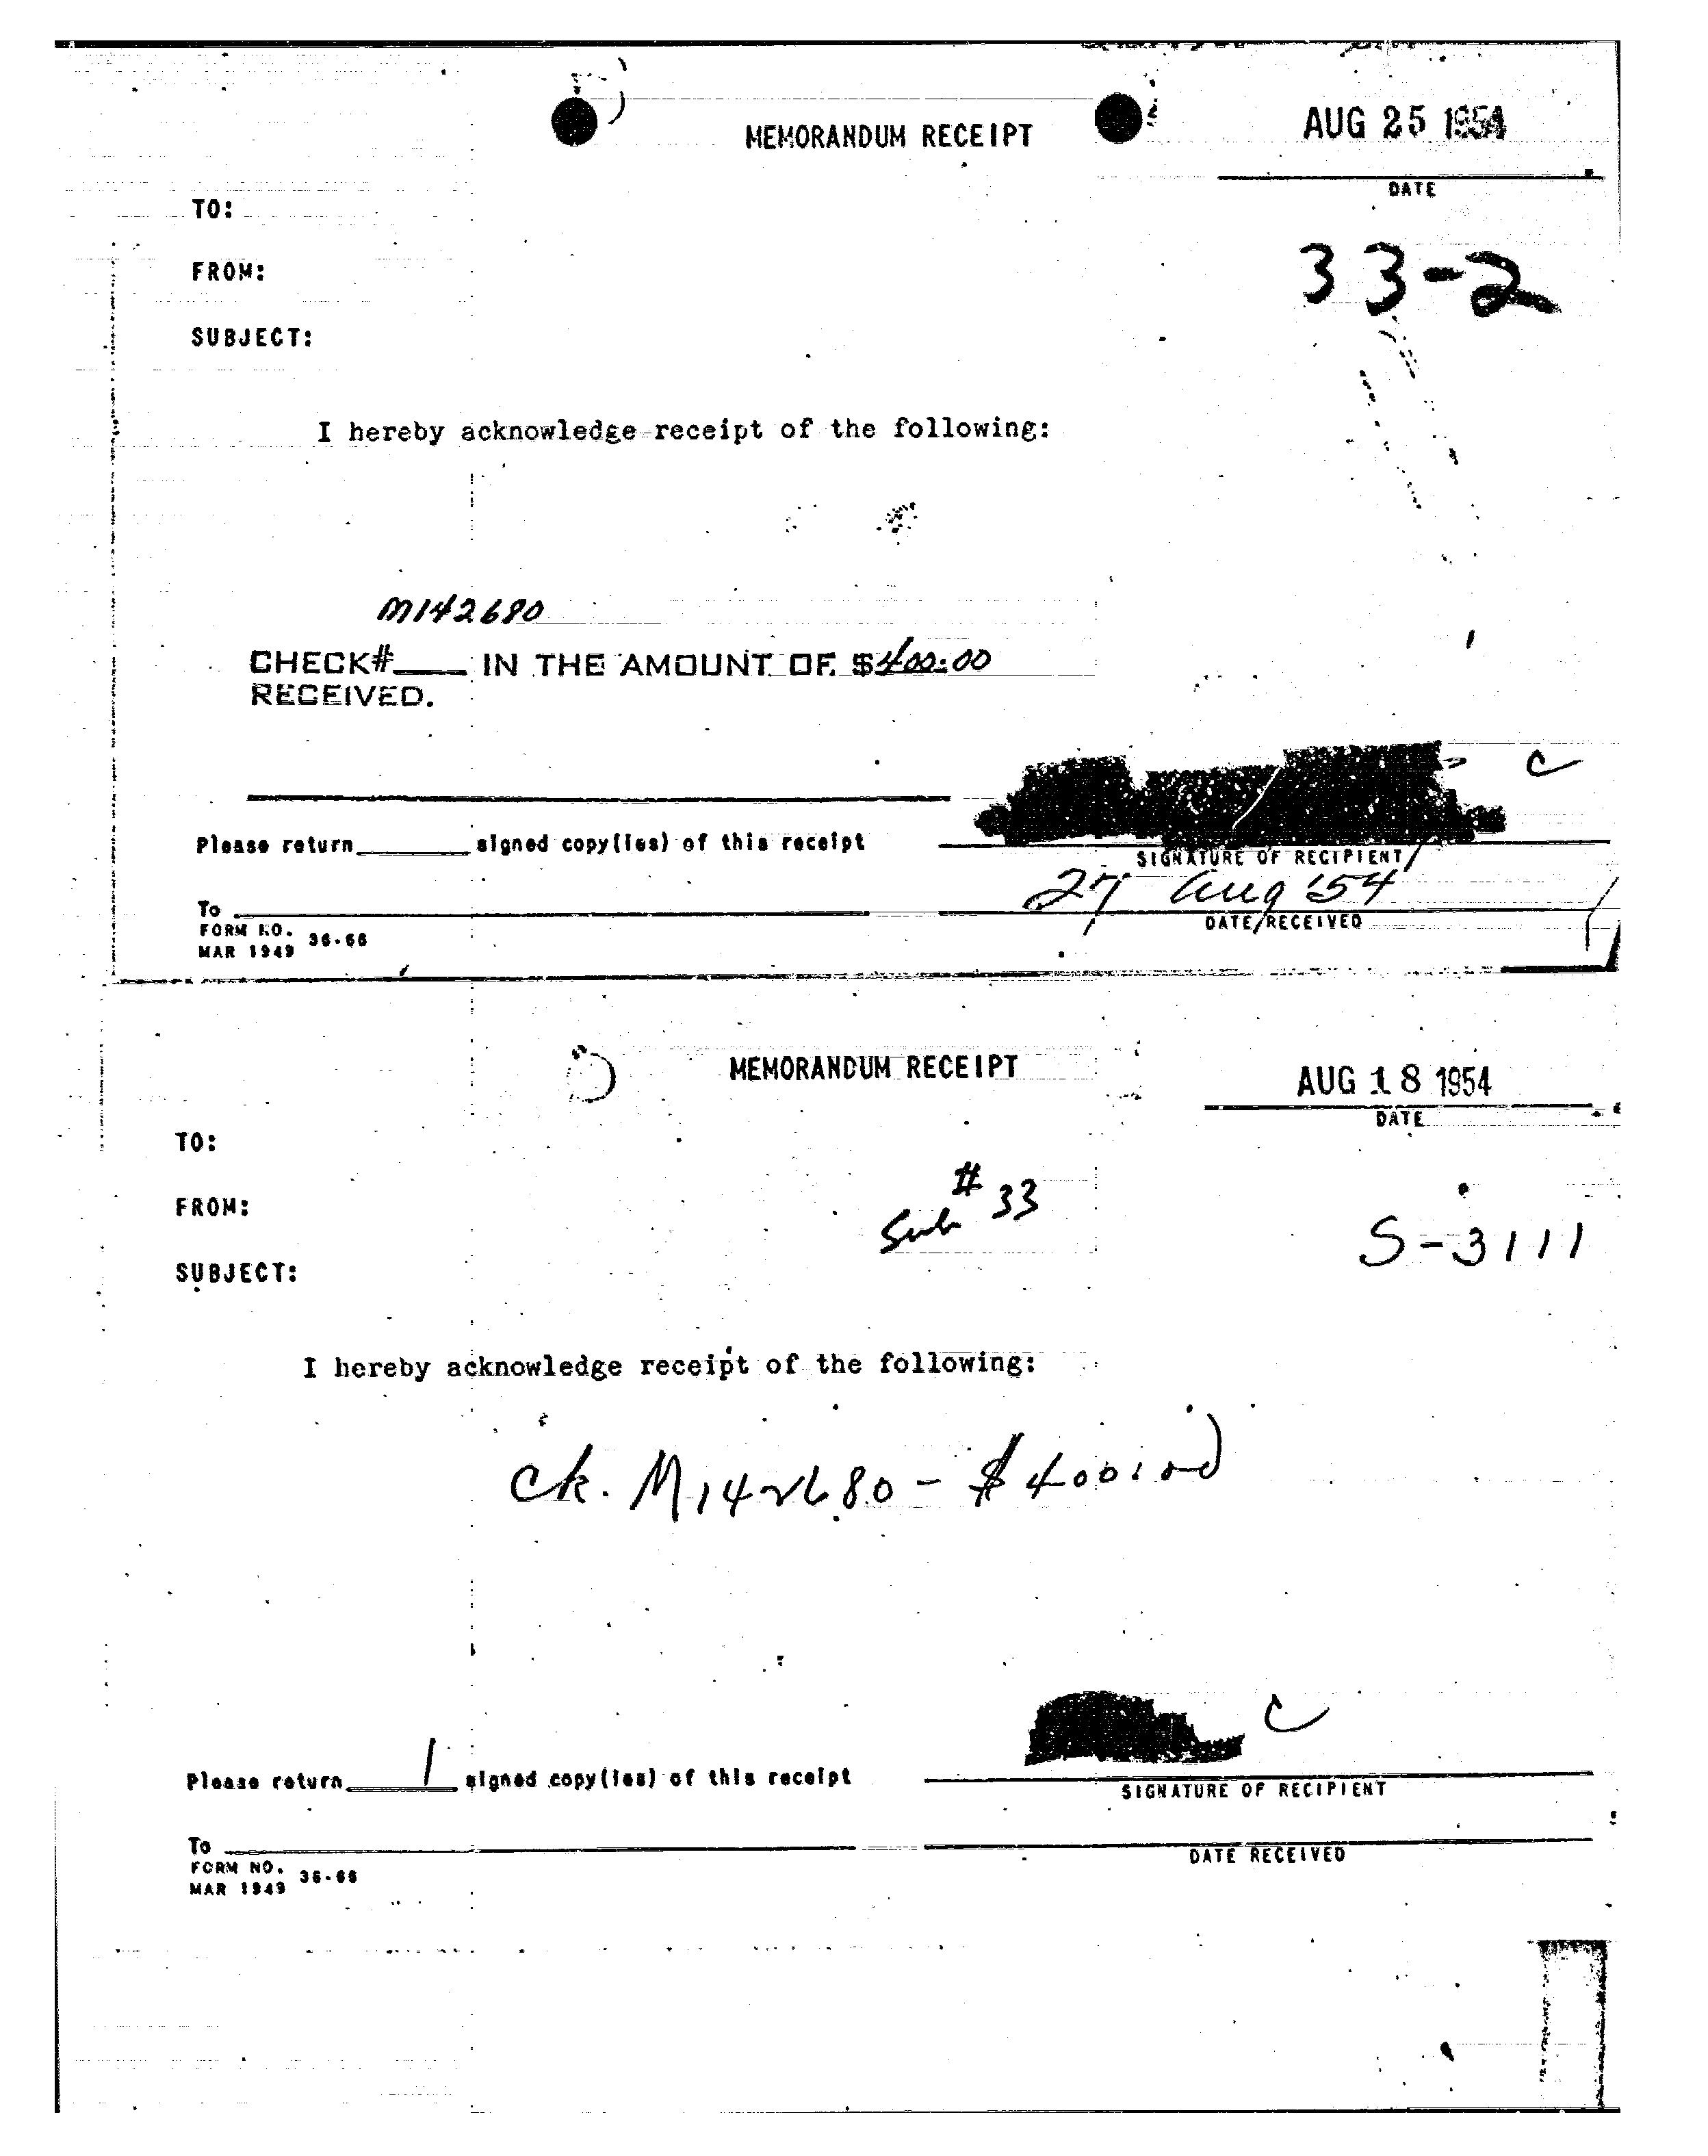 MEMORANDUM RECEIPT
AUG 25 1954
DATE
TO:
33-2
FROM:
SUBJECT:
I hereby acknowledge receipt of the following:
M142680
CHECK#____ IN THE AMOUNT OF $400.00
RECEIVED.
C
Please return______signed copy(ies) of this receipt
SIGNATURE OF RECIPIENT
27 Aug '54
To
DATE RECEIVED
FORM NO. 36-66
MAR 1949
MEMORANDUM RECEIPT
AUG 18 1954
DATE
TO:
# 33
FROM:
Sub
S-3111
SUBJECT:
I hereby acknowledge receipt of the following:
Ck. M142680 - $400.00)
C
Please return 1 signed copy(ies) of this receipt
SIGNATURE OF RECIPIENT
To
DATE RECEIVED
FORM NO. 36-66
MAR 1949